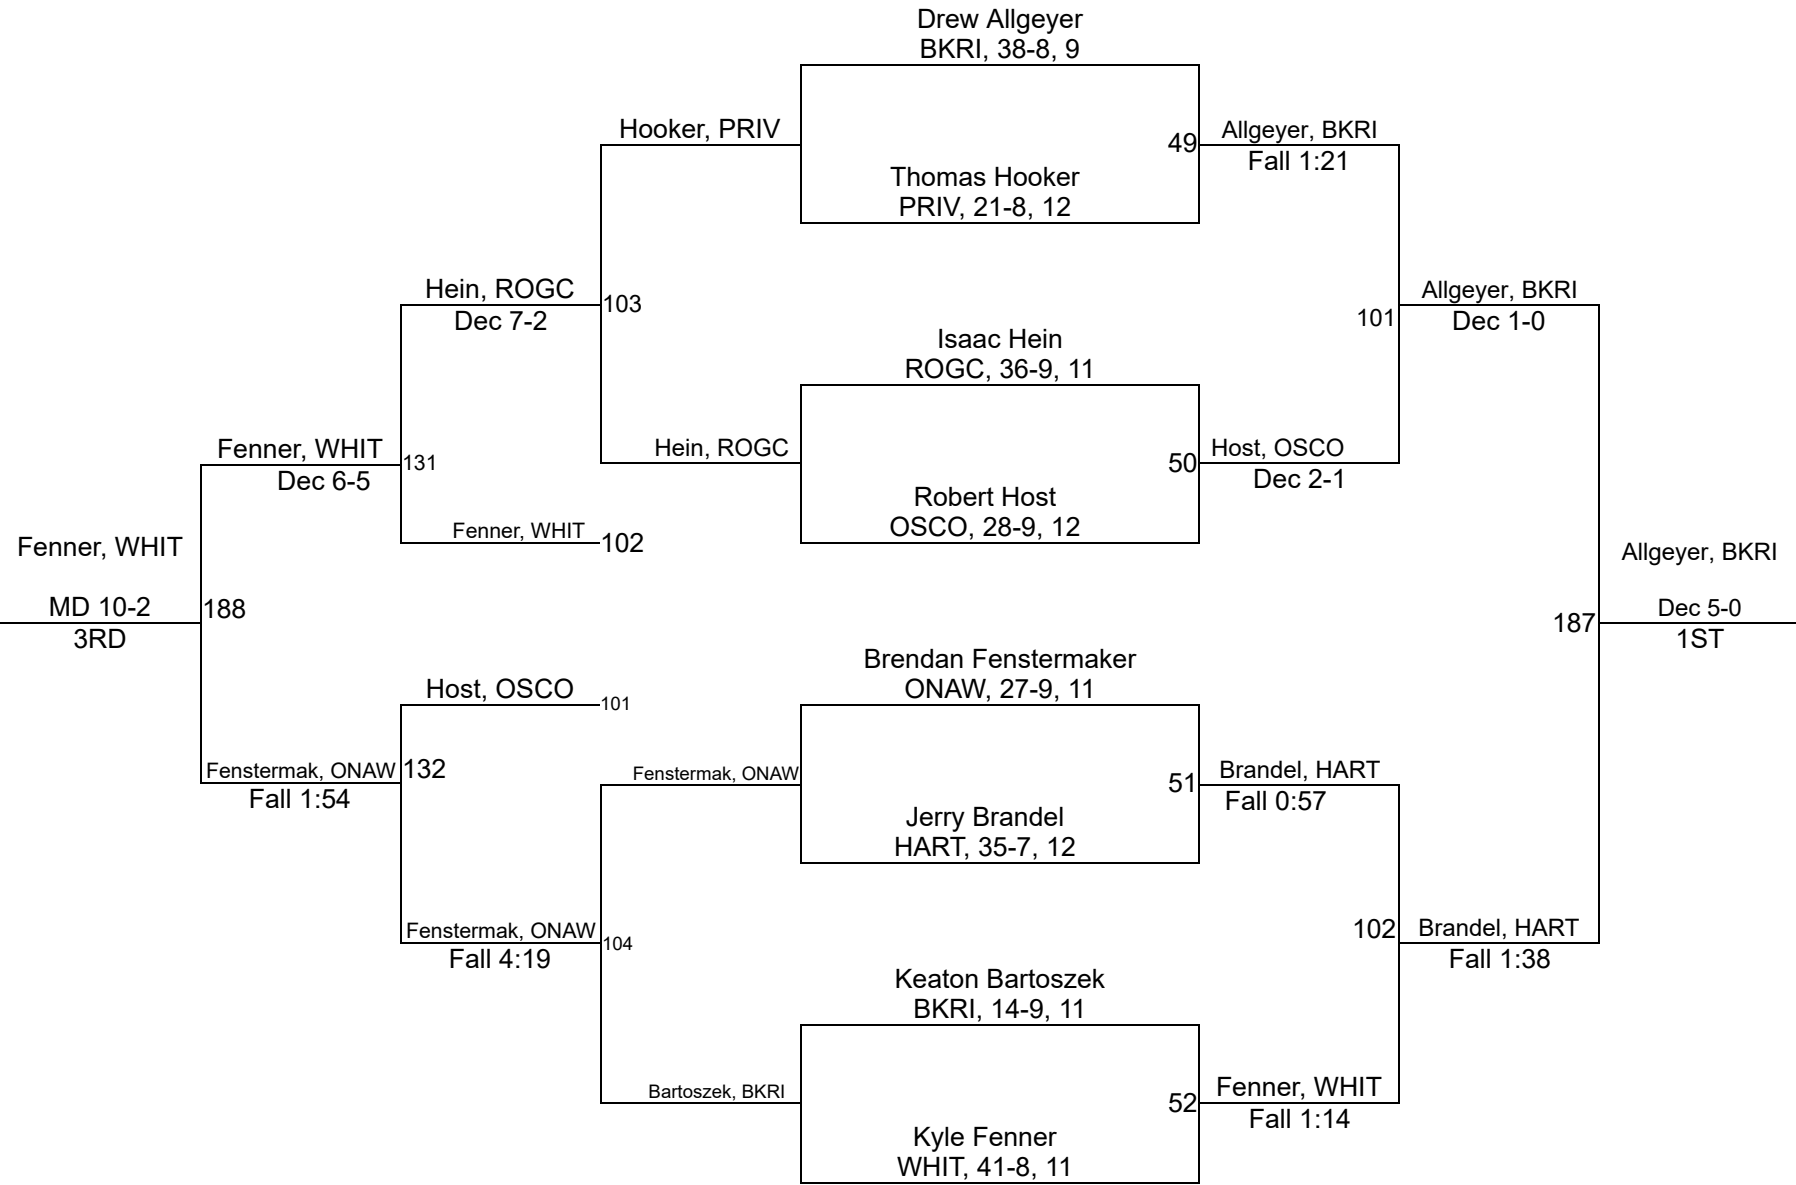 Drew Allgeyer
BKRI, 38-8, 9
Hooker, PRIV
49
Allgeyer, BKRI
Fall 1:21
Thomas Hooker
PRIV, 21-8, 12
Hein, ROGC
Dec 7-2
103
Isaac Hein
ROGC, 36-9, 11
101
Allgeyer, BKRI
Dec 1-0
Fenner, WHIT
Dec 6-5
131
Hein, ROGC
50
Host, OSCO
Dec 2-1
Robert Host
OSCO, 28-9, 12
Fenner, WHIT
102
Fenner, WHIT
MD 10-2
3RD
188
187
Allgeyer, BKRI
Dec 5-0
1ST
Brendan Fenstermaker
ONAW, 27-9, 11
Host, OSCO
101
Fenstermak, ONAW
Fall 1:54
132
Fenstermak, ONAW
51
Brandel, HART
Fall 0:57
Jerry Brandel
HART, 35-7, 12
Fenstermak, ONAW
Fall 4:19
104
102
Brandel, HART
Fall 1:38
Keaton Bartoszek
BKRI, 14-9, 11
Bartoszek, BKRI
52
Fenner, WHIT
Fall 1:14
Kyle Fenner
WHIT, 41-8, 11